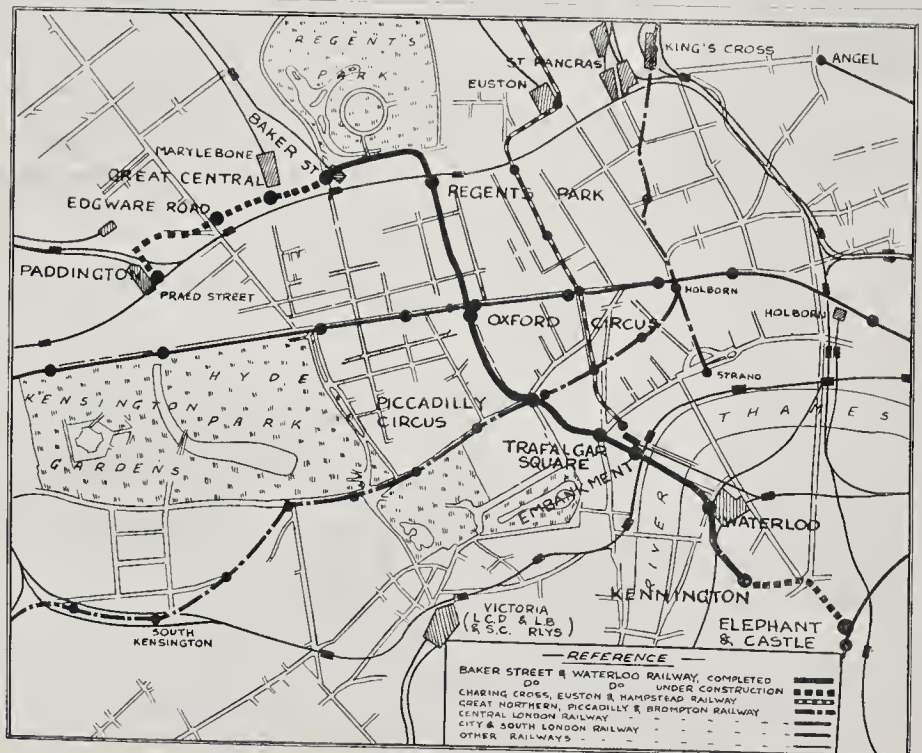 REGENTS
PARK
ST PANCRAS
KING'S CROSS
ANGEL
EUSTON
BAKER ST
MARYLEBONE
GREAT CENTRAL
EDGWARE ROAD
REGENTS PARK
PADDINGTON
PRAED STREET
HOLBORN
HOLBORN
OXFORD CIRCUS
STRAND
HYDE
PARK
KENSINGTON
GARDENS
PICCADILLY
CIRCUS
THAMES
RIVER
TRAFALGAR
SQUARE
EMBANKMENT
WATERLOO
KENNINGTON
SOUTH
KENSINGTON
VICTORIA
(L.C.D & L.B
& S.C. RLYS)
ELEPHANT
& CASTLE
— REFERENCE —
BAKER STREET & WATERLOO RAILWAY, COMPLETED
DO DO UNDER CONSTRUCTION
CHARING CROSS, EUSTON & HAMPSTEAD RAILWAY
GREAT NORTHERN, PICCADILLY & BROMPTON RAILWAY
CENTRAL LONDON RAILWAY
CITY & SOUTH LONDON RAILWAY
OTHER RAILWAYS